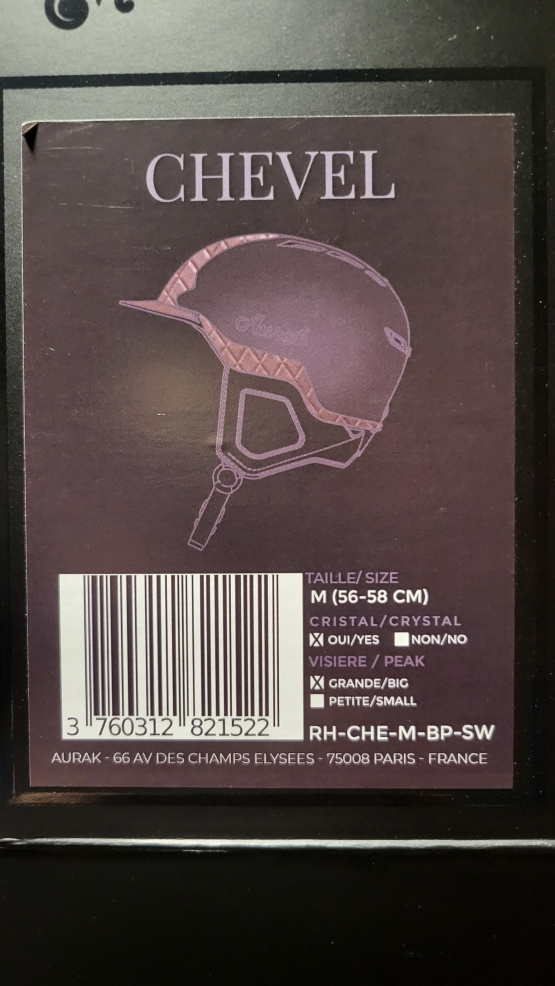 CHEVEL
Aurak
TAILLE/ SIZE
M (56-58 CM)
CRISTAL/CRYSTAL
OUI/YES NON/NO
VISIERE / PEAK
GRANDE/BIG
PETITE/SMALL
3 760312 821522
RH-CHE-M-BP-SW
AURAK - 66 AV DES CHAMPS ELYSEES - 75008 PARIS - FRANCE